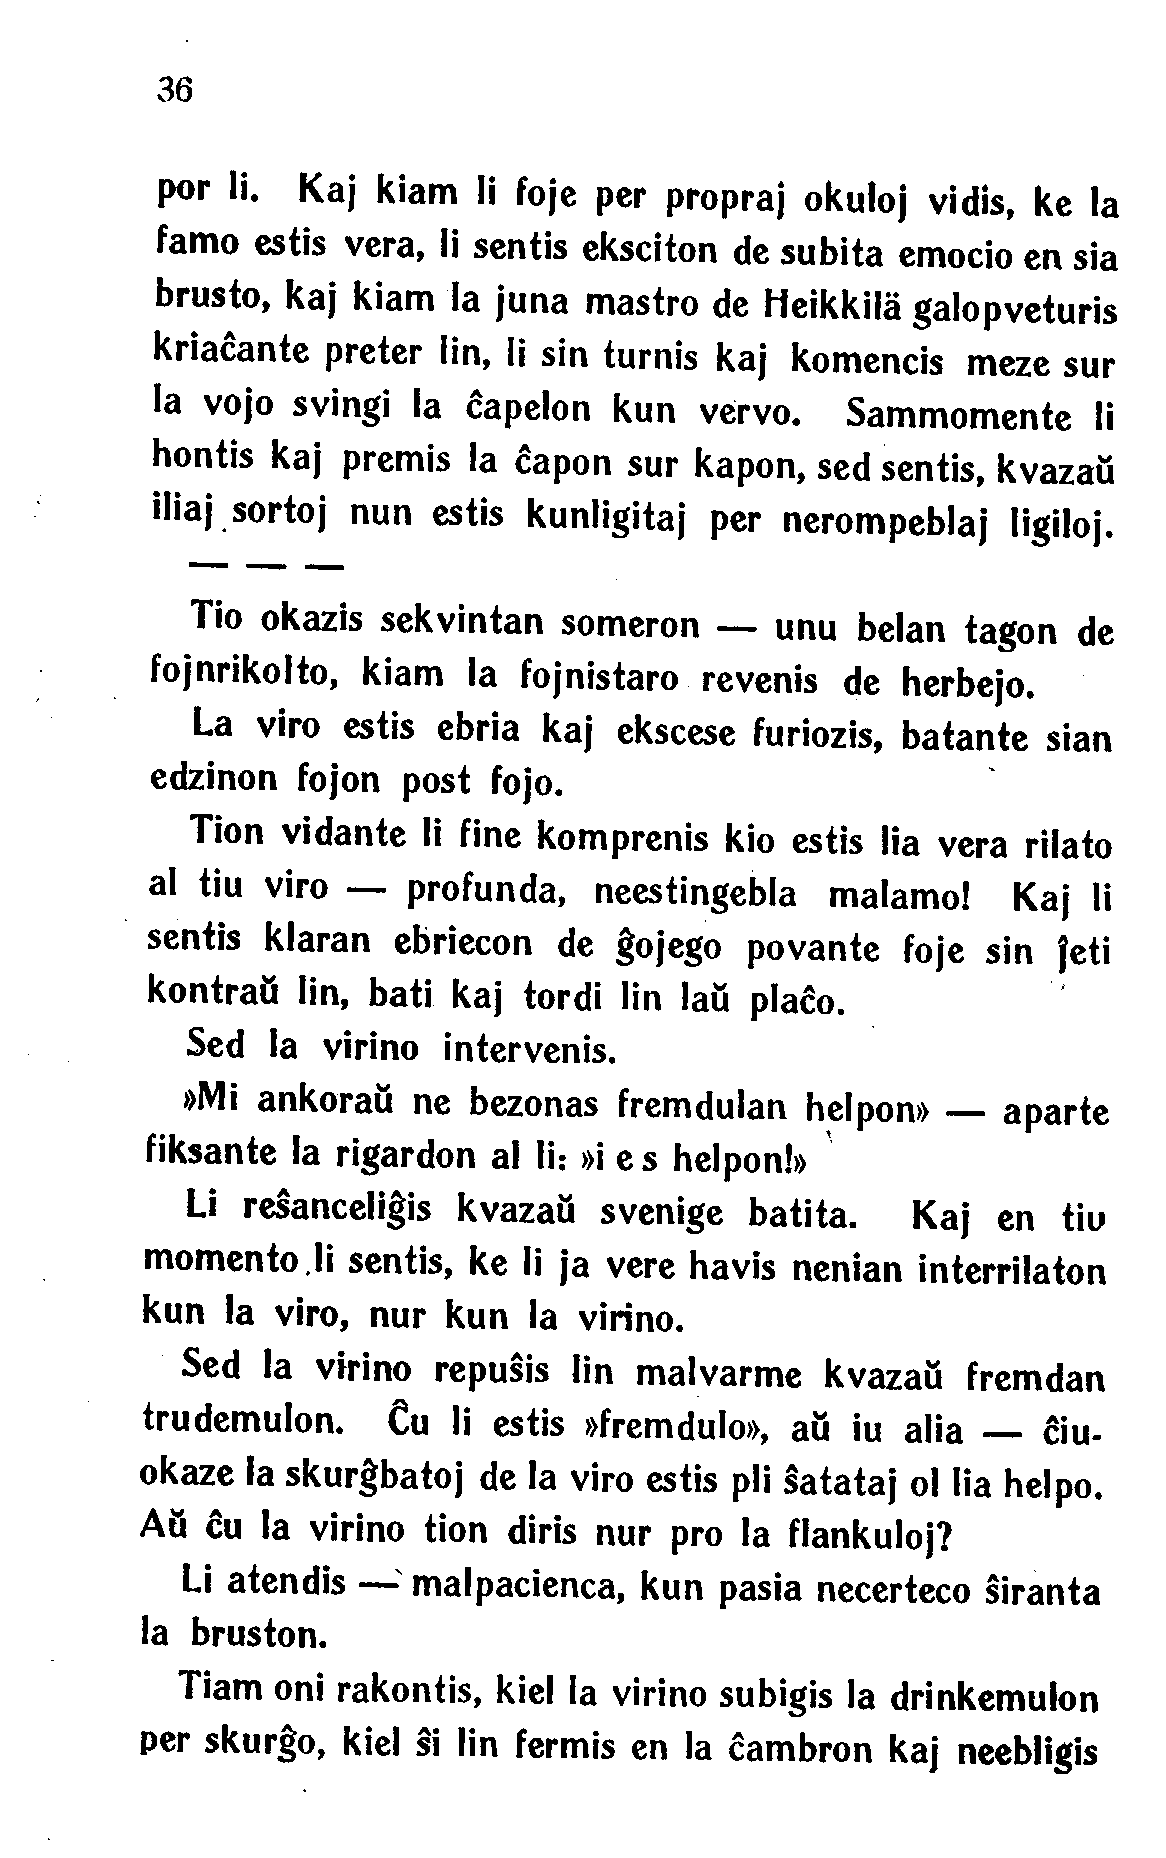 36
por li. Kaj kiam li foje per propraj okuloj vidis, ke la
famo estis vera, li sentis eksciton de subita emocio en sia
brusto, kaj kiam la juna mastro de Heikkilä galopveturis
kriaĉante preter lin, li sin turnis kaj komencis meze sur
la vojo svingi la ĉapelon kun vervo. Sammomente li
hontis kaj premis la ĉapon sur kapon, sed sentis, kvazaŭ
iliaj sortoj nun estis kunligitaj per nerompeblaj ligiloj.
— — —
Tio okazis sekvintan someron — unu belan tagon de
fojnrikolto, kiam la fojnistaro revenis de herbejo.
La viro estis ebria kaj ekscese furiozis, batante sian
edzinon fojon post fojo.
Tion vidante li fine komprenis kio estis lia vera rilato
al tiu viro — profunda, neestingebla malamo! Kaj li
sentis klaran ebriecon de ĝojego povante foje sin ĵeti
kontraŭ lin, bati kaj tordi lin laŭ plaĉo.
Sed la virino intervenis.
»Mi ankoraŭ ne bezonas fremdulan helpon» — aparte
fiksante la rigardon al li: »i e s helpon!»
Li reŝanceliĝis kvazaŭ svenige batita. Kaj en tiu
momento li sentis, ke li ja vere havis nenian interrilaton
kun la viro, nur kun la virino.
Sed la virino repuŝis lin malvarme kvazaŭ fremdan
trudemulon. Ĉu li estis »fremdulo», aŭ iu alia — ĉiu-
okaze la skurĝbatoj de la viro estis pli ŝatataj ol lia helpo.
Aŭ ĉu la virino tion diris nur pro la flankuloj?
Li atendis — malpacienca, kun pasia necerteco ŝiranta
la bruston.
Tiam oni rakontis, kiel la virino subigis la drinkemulon
per skurĝo, kiel ŝi lin fermis en la ĉambron kaj neebligis